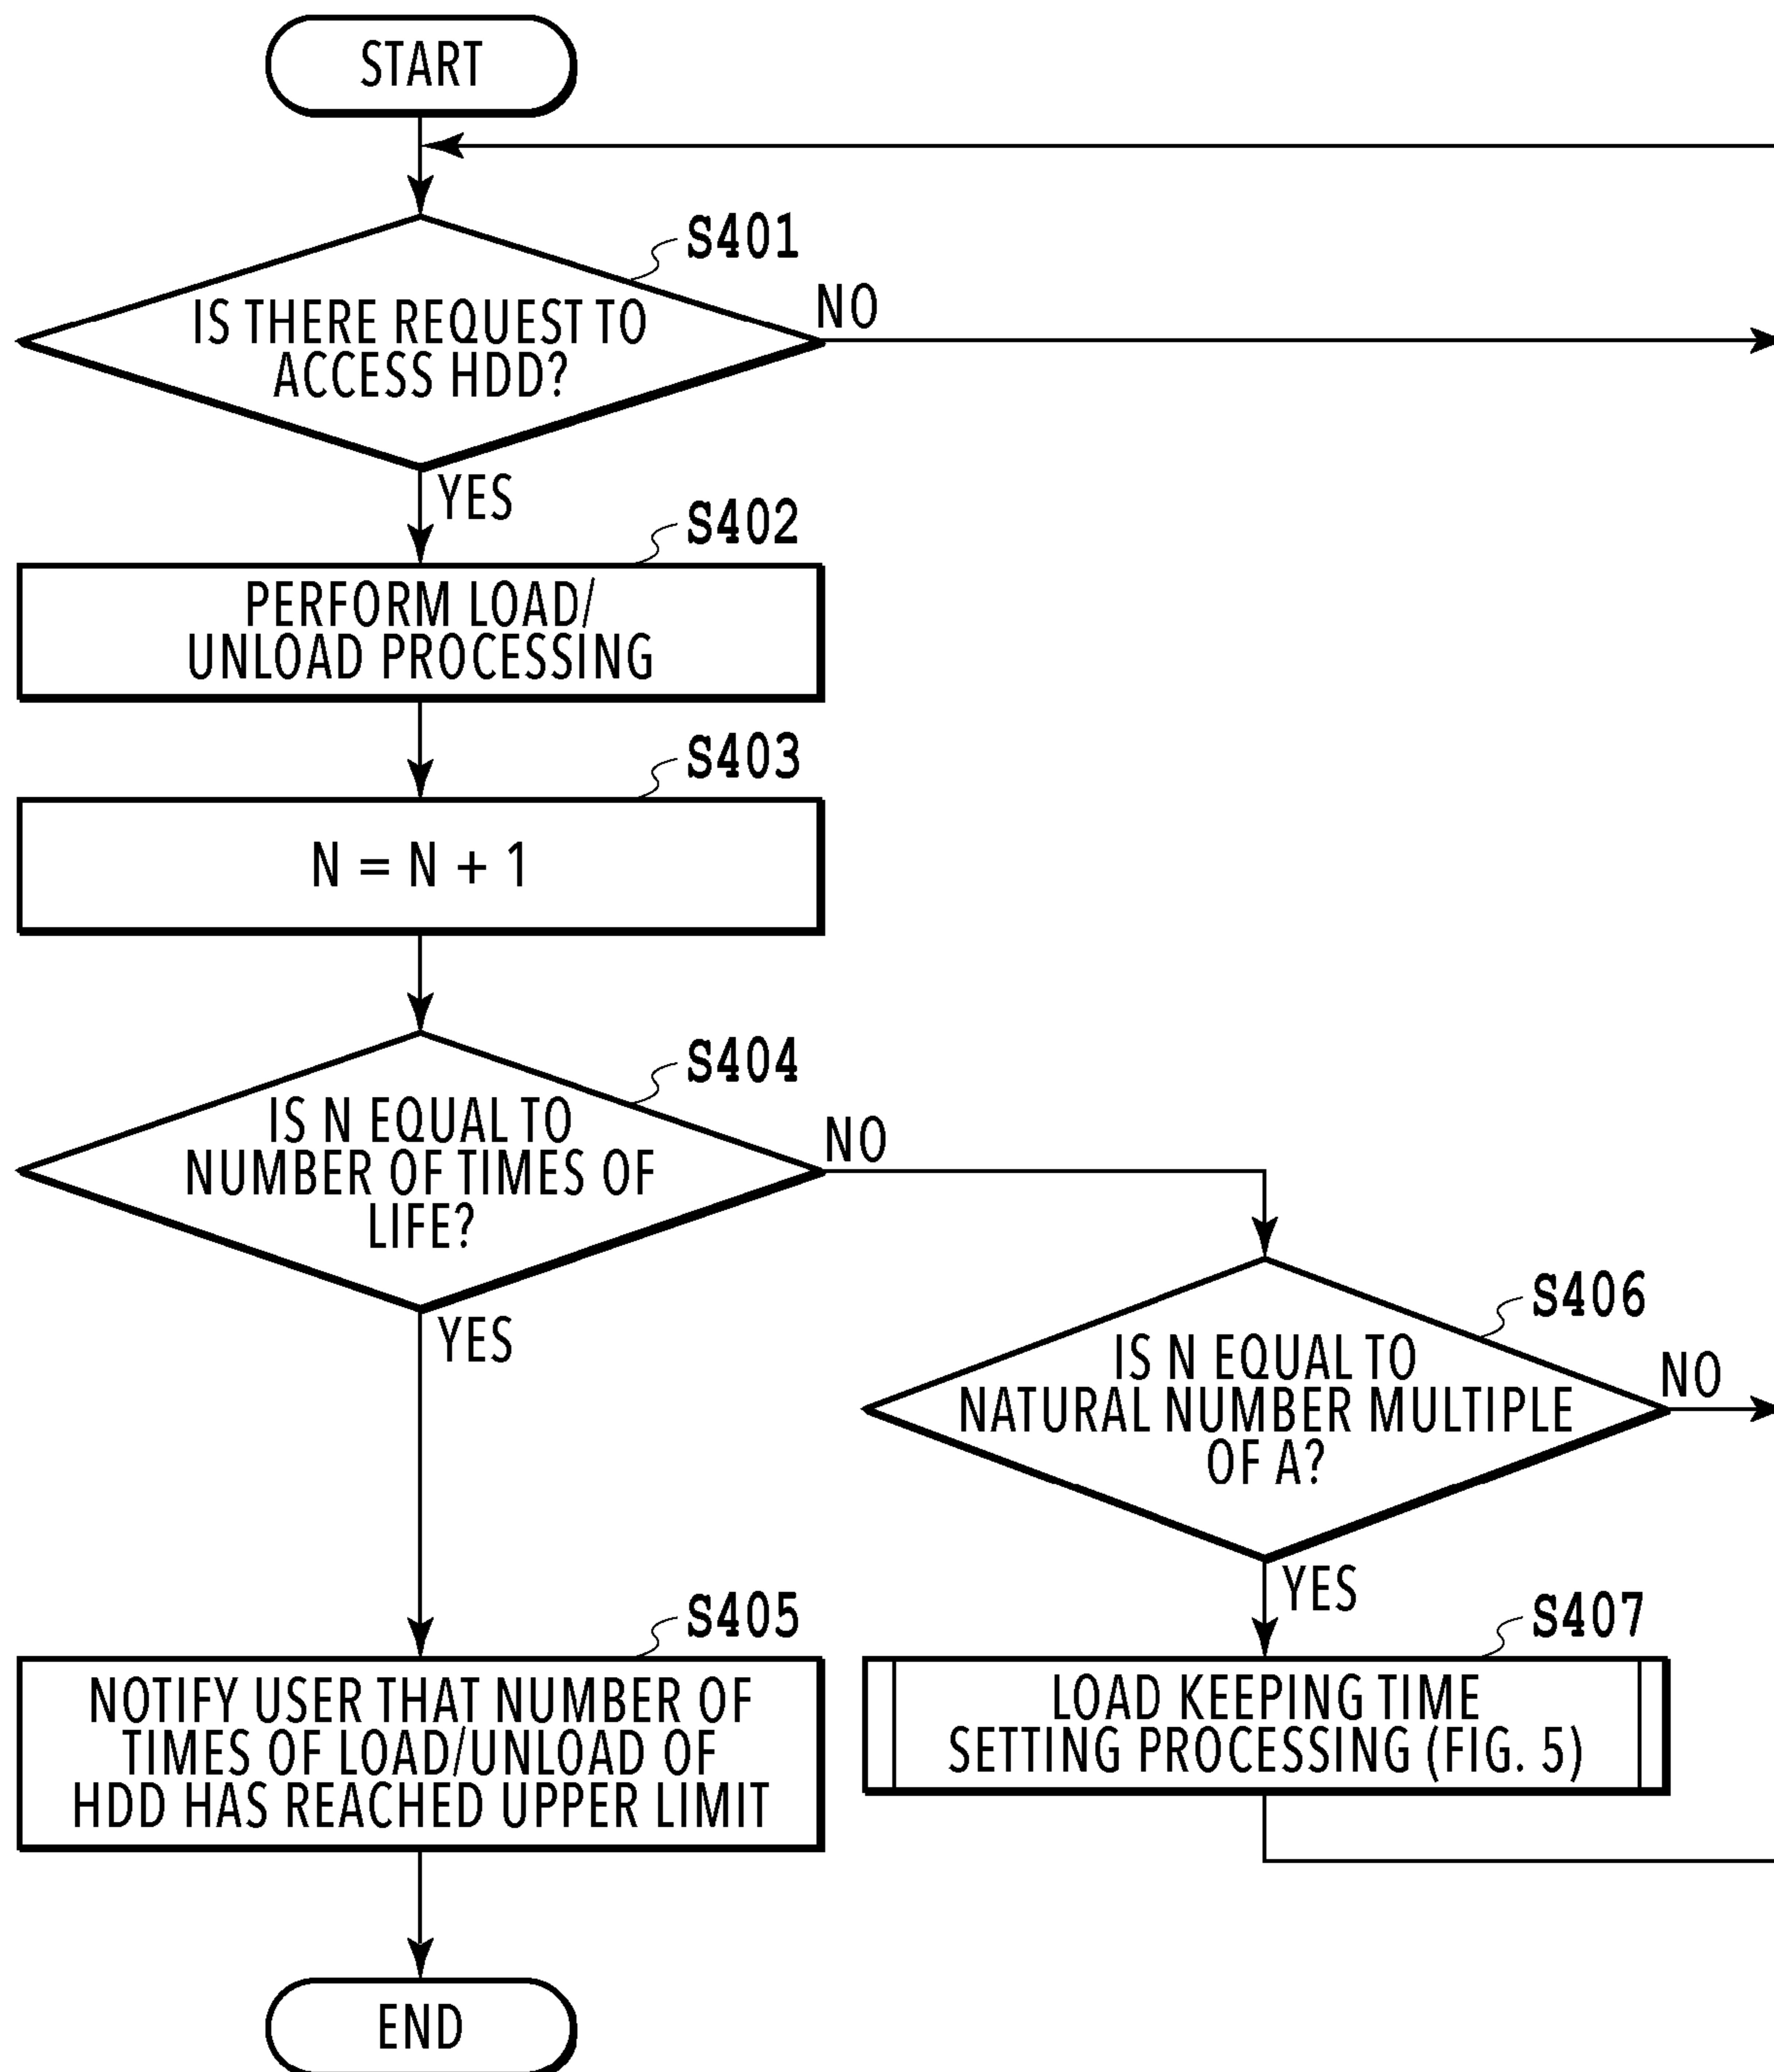 START
S401
IS THERE REQUEST TO
ACCESS HDD?
NO
YES
S402
PERFORM LOAD/
UNLOAD PROCESSING
S403
N = N + 1
S404
IS N EQUAL TO
NUMBER OF TIMES OF
LIFE?
NO
YES
S406
IS N EQUAL TO
NATURAL NUMBER MULTIPLE
OF A?
NO
YES
S405
NOTIFY USER THAT NUMBER OF
TIMES OF LOAD/UNLOAD OF
HDD HAS REACHED UPPER LIMIT
S407
LOAD KEEPING TIME
SETTING PROCESSING (FIG. 5)
END